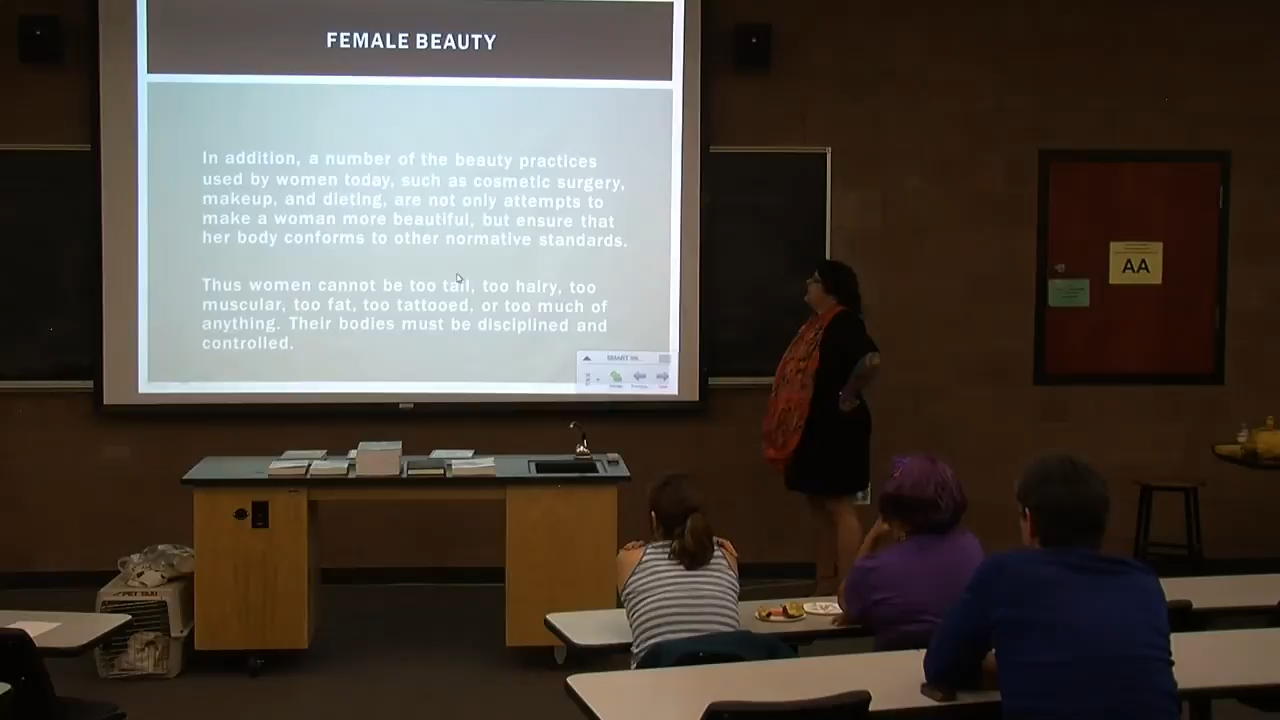 FEMALE BEAUTY
In addition, a number of the beauty practices
used by women today, such as cosmetic surgery,
makeup, and dieting, are not only attempts to
make a woman more beautiful, but ensure that
her body conforms to other normative standards.
Thus women cannot be too tall, too hairy, too
muscular, too fat, too tattooed, or too much of
anything. Their bodies must be disciplined and
controlled.
AA
PET TAXI